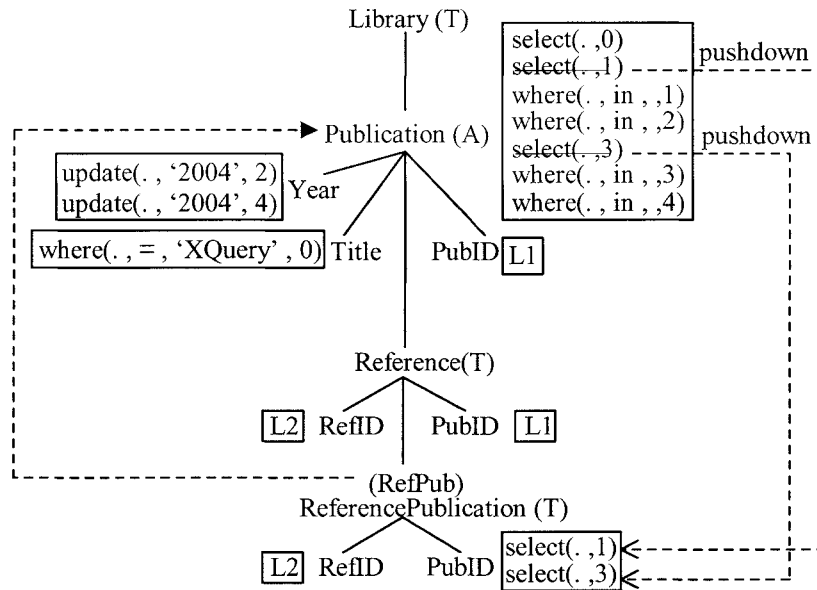 Library (T)
select(. ,0)
select(. ,1)
pushdown
where(. , in , ,1)
where(. , in , ,2)
select(. ,3)
pushdown
where(. , in , ,3)
where(. , in , ,4)
Publication (A)
update(. , ‘2004’, 2)
update(. , ‘2004’, 4)
Year
where(. , = , ‘XQuery’ , 0)
Title
PubID
L1
Reference(T)
L2
RefID
PubID
L1
(RefPub)
ReferencePublication (T)
L2
RefID
PubID
select(. ,1)
select(. ,3)